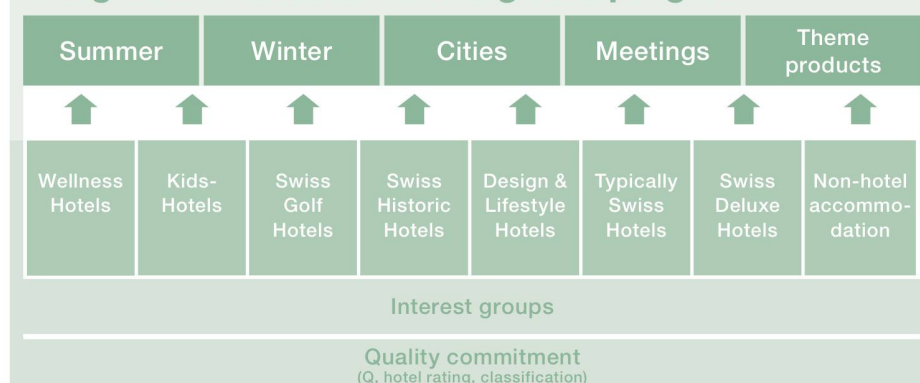 Summer
Winter
Cities
Meetings
Theme
products
Wellness
Hotels
Kids-
Hotels
Swiss
Golf
Hotels
Swiss
Historic
Hotels
Design &
Lifestyle
Hotels
Typically
Swiss
Hotels
Swiss
Deluxe
Hotels
Non-hotel
accommo-
dation
Interest groups
Quality commitment
(Q, hotel rating, classification)